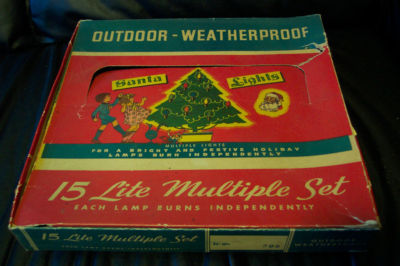 OUTDOOR - WEATHERPROOF
Santa Lights
MULTIPLE LIGHTS
FOR A BRIGHT AND FESTIVE HOLIDAY
LAMPS BURN INDEPENDENTLY
15 Lite Multiple Set
EACH LAMP BURNS INDEPENDENTLY
15 Lite Multiple Set
OUTDOOR
WEATHERPROOF